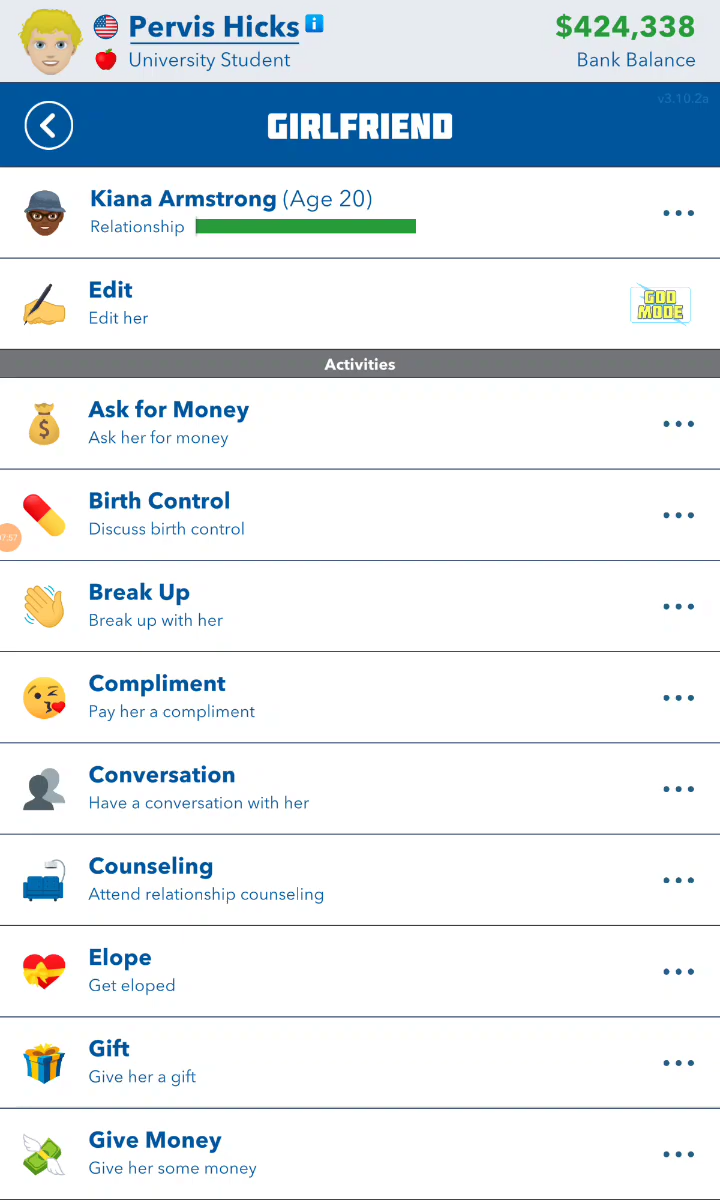 Pervis Hicks
$424,338
University Student
Bank Balance
v3.10.2a
GIRLFRIEND
Kiana Armstrong (Age 20)
Relationship
Edit
Edit her
GOD
MODE
Activities
Ask for Money
Ask her for money
Birth Control
Discuss birth control
7:57
Break Up
Break up with her
Compliment
Pay her a compliment
Conversation
Have a conversation with her
Counseling
Attend relationship counseling
Elope
Get eloped
Gift
Give her a gift
Give Money
Give her some money